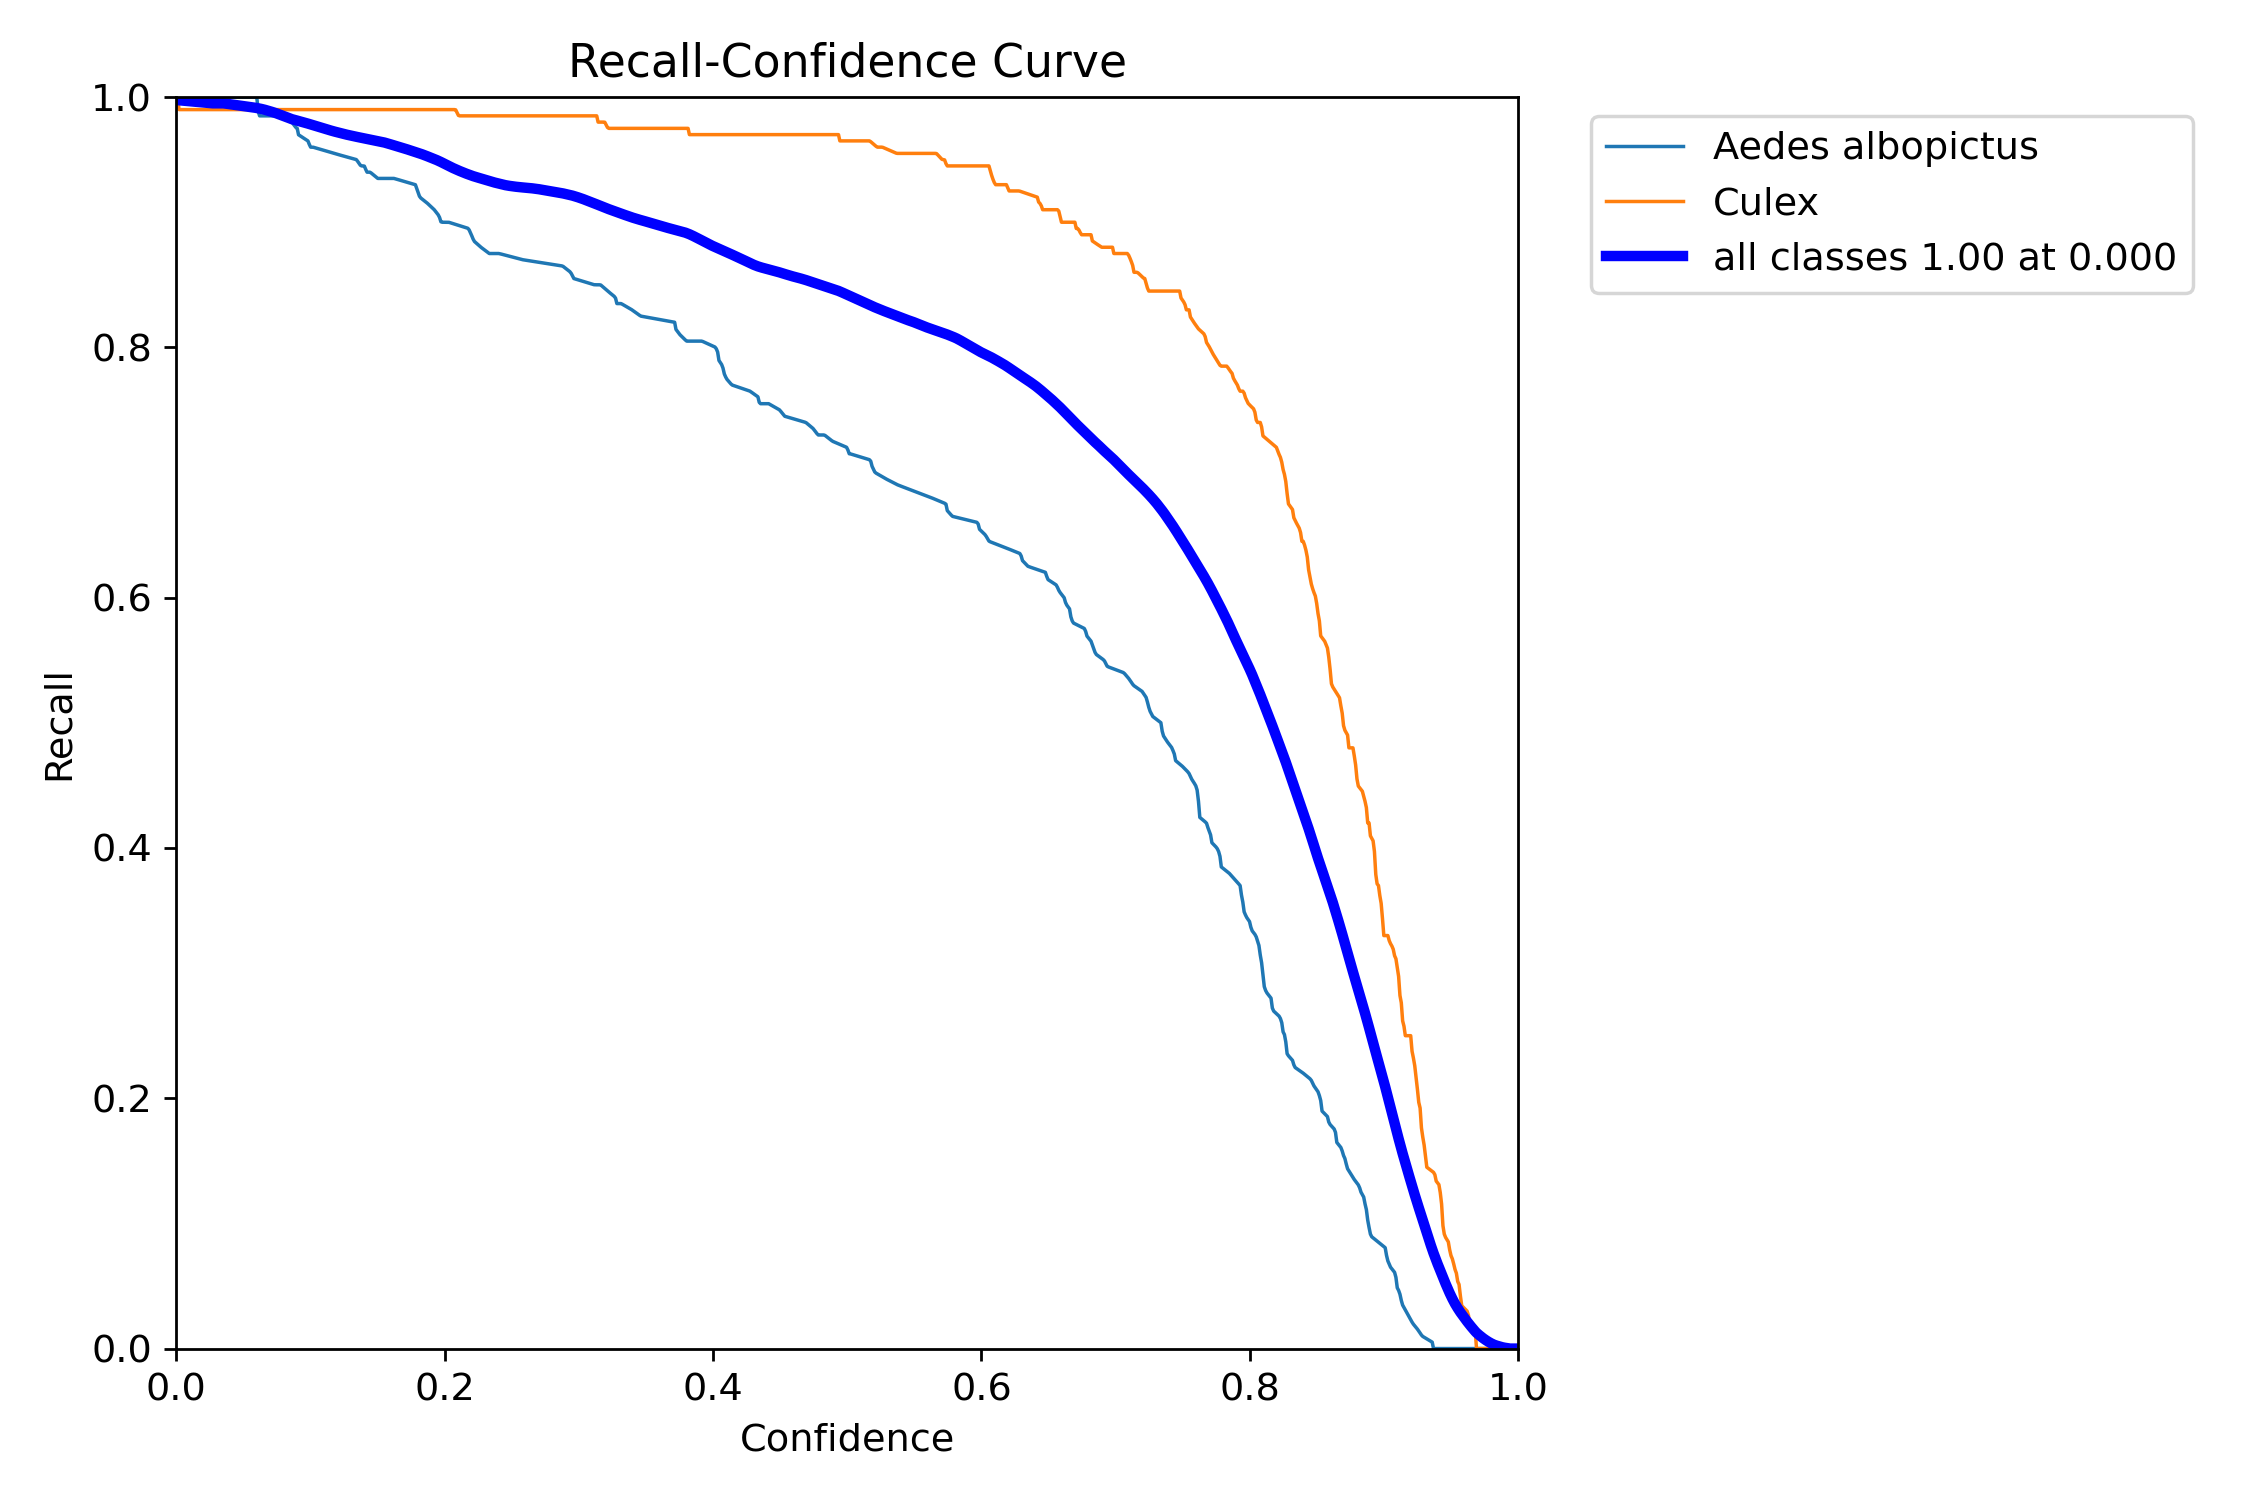 Recall-Confidence Curve
1.0
0.8
0.6
0.4
0.2
0.0
Recall
0.0 0.2 0.4 0.6 0.8 1.0
Confidence
Aedes albopictus
Culex
all classes 1.00 at 0.000